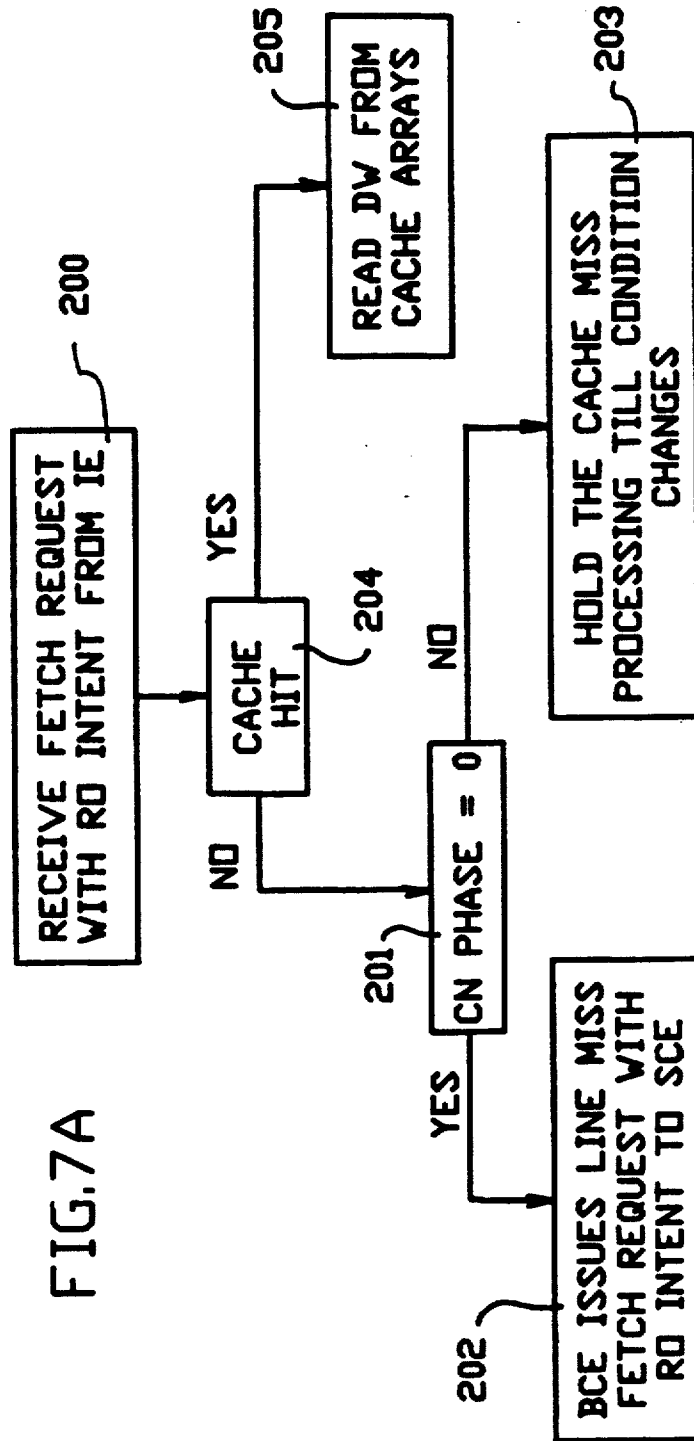 FIG.7A
RECEIVE FETCH REQUEST
WITH RO INTENT FROM IE
200
CACHE
HIT
204
YES
NO
READ DW FROM
CACHE ARRAYS
205
201
CN PHASE = 0
YES
NO
202
BCE ISSUES LINE MISS
FETCH REQUEST WITH
RO INTENT TO SCE
HOLD THE CACHE MISS
PROCESSING TILL CONDITION
CHANGES
203